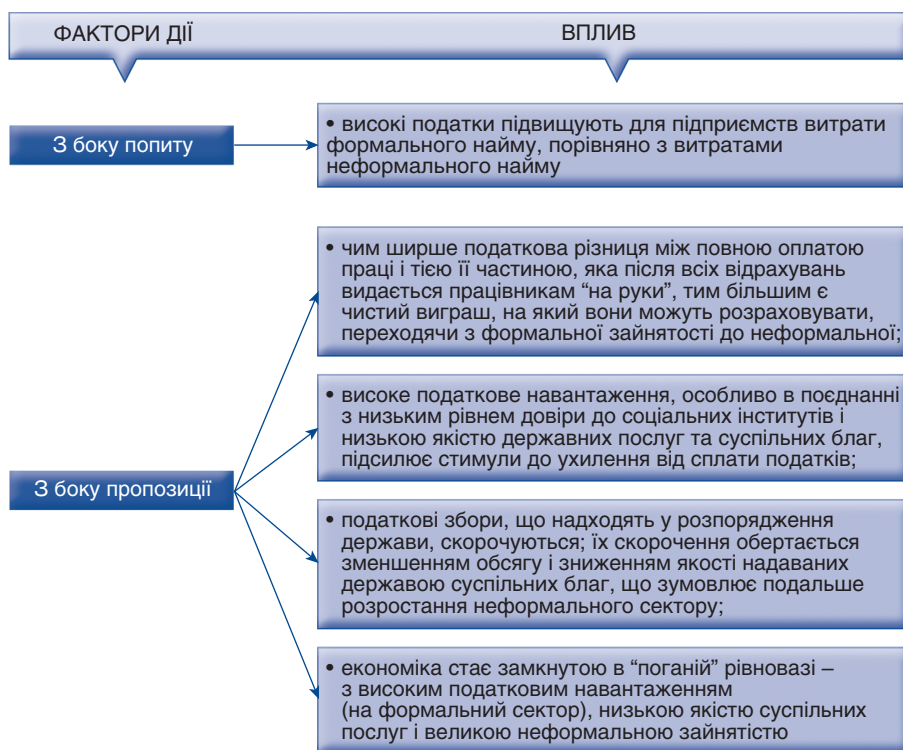 ФАКТОРИ ДІЇ
ВПЛИВ
З боку попиту
• високі податки підвищують для підприємств витрати
формального найму, порівняно з витратами
неформального найму
З боку пропозиції
• чим ширше податкова різниця між повною оплатою
праці і тією її частиною, яка після всіх відрахувань
видається працівникам “на руки”, тим більшим є
чистий виграш, на який вони можуть розраховувати,
переходячи з формальної зайнятості до неформальної;
• високе податкове навантаження, особливо в поєднанні
з низьким рівнем довіри до соціальних інститутів і
низькою якістю державних послуг та суспільних благ,
підсилює стимули до ухилення від сплати податків;
• податкові збори, що надходять у розпорядження
держави, скорочуються; їх скорочення обертається
зменшенням обсягу і зниженням якості надаваних
державою суспільних благ, що зумовлює подальше
розростання неформального сектору;
• економіка стає замкнутою в “поганій” рівновазі –
з високим податковим навантаженням
(на формальний сектор), низькою якістю суспільних
послуг і великою неформальною зайнятістю